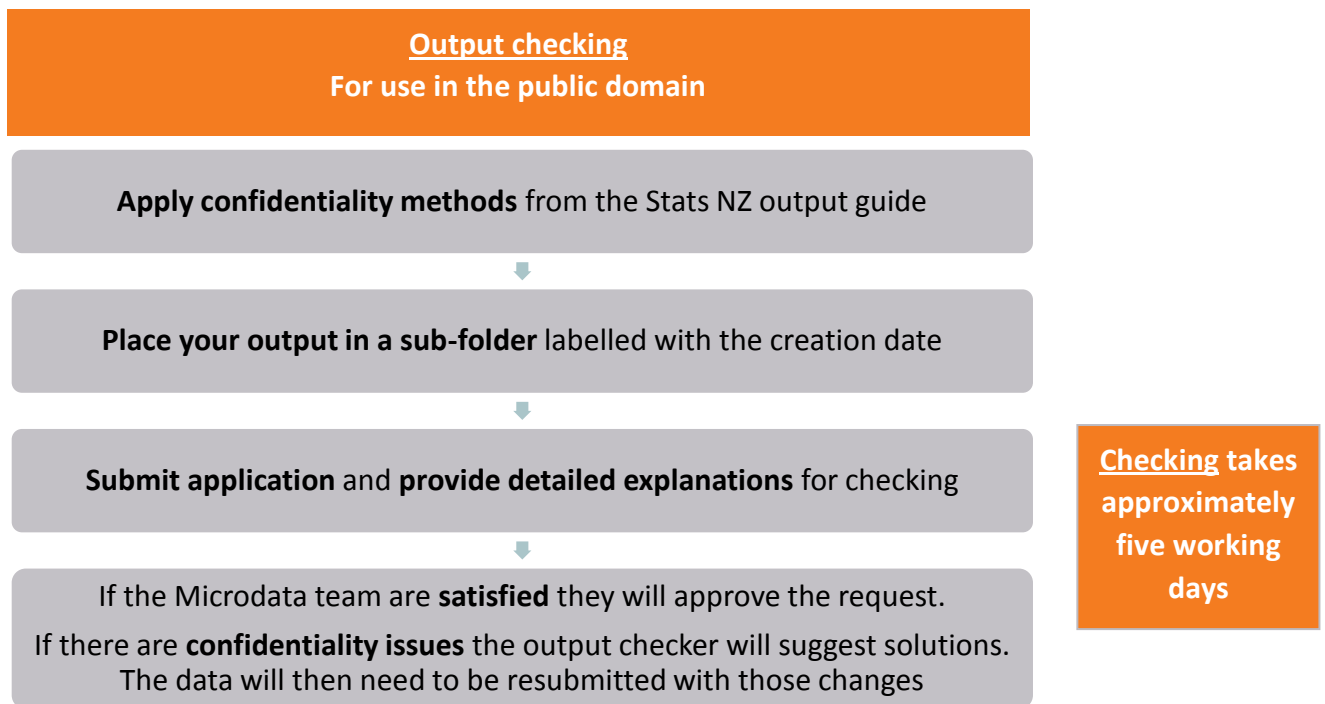 Output checking
For use in the public domain
Apply confidentiality methods from the Stats NZ output guide
Place your output in a sub-folder labelled with the creation date
Submit application and provide detailed explanations for checking
If the Microdata team are satisfied they will approve the request.
If there are confidentiality issues the output checker will suggest solutions.
The data will then need to be resubmitted with those changes
Checking takes
approximately
five working
days